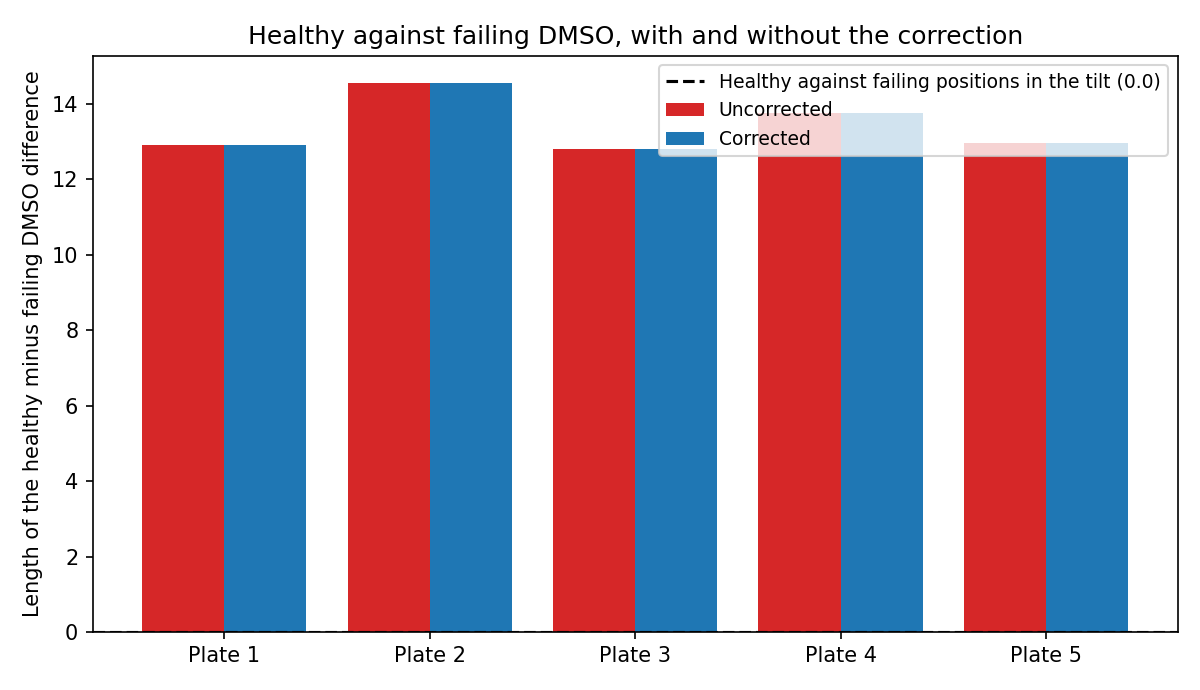 Healthy against failing DMSO, with and without the correction
Length of the healthy minus failing DMSO difference
14
12
10
8
6
4
2
0
Healthy against failing positions in the tilt (0.0)
Uncorrected
Corrected
Plate 1
Plate 2
Plate 3
Plate 4
Plate 5